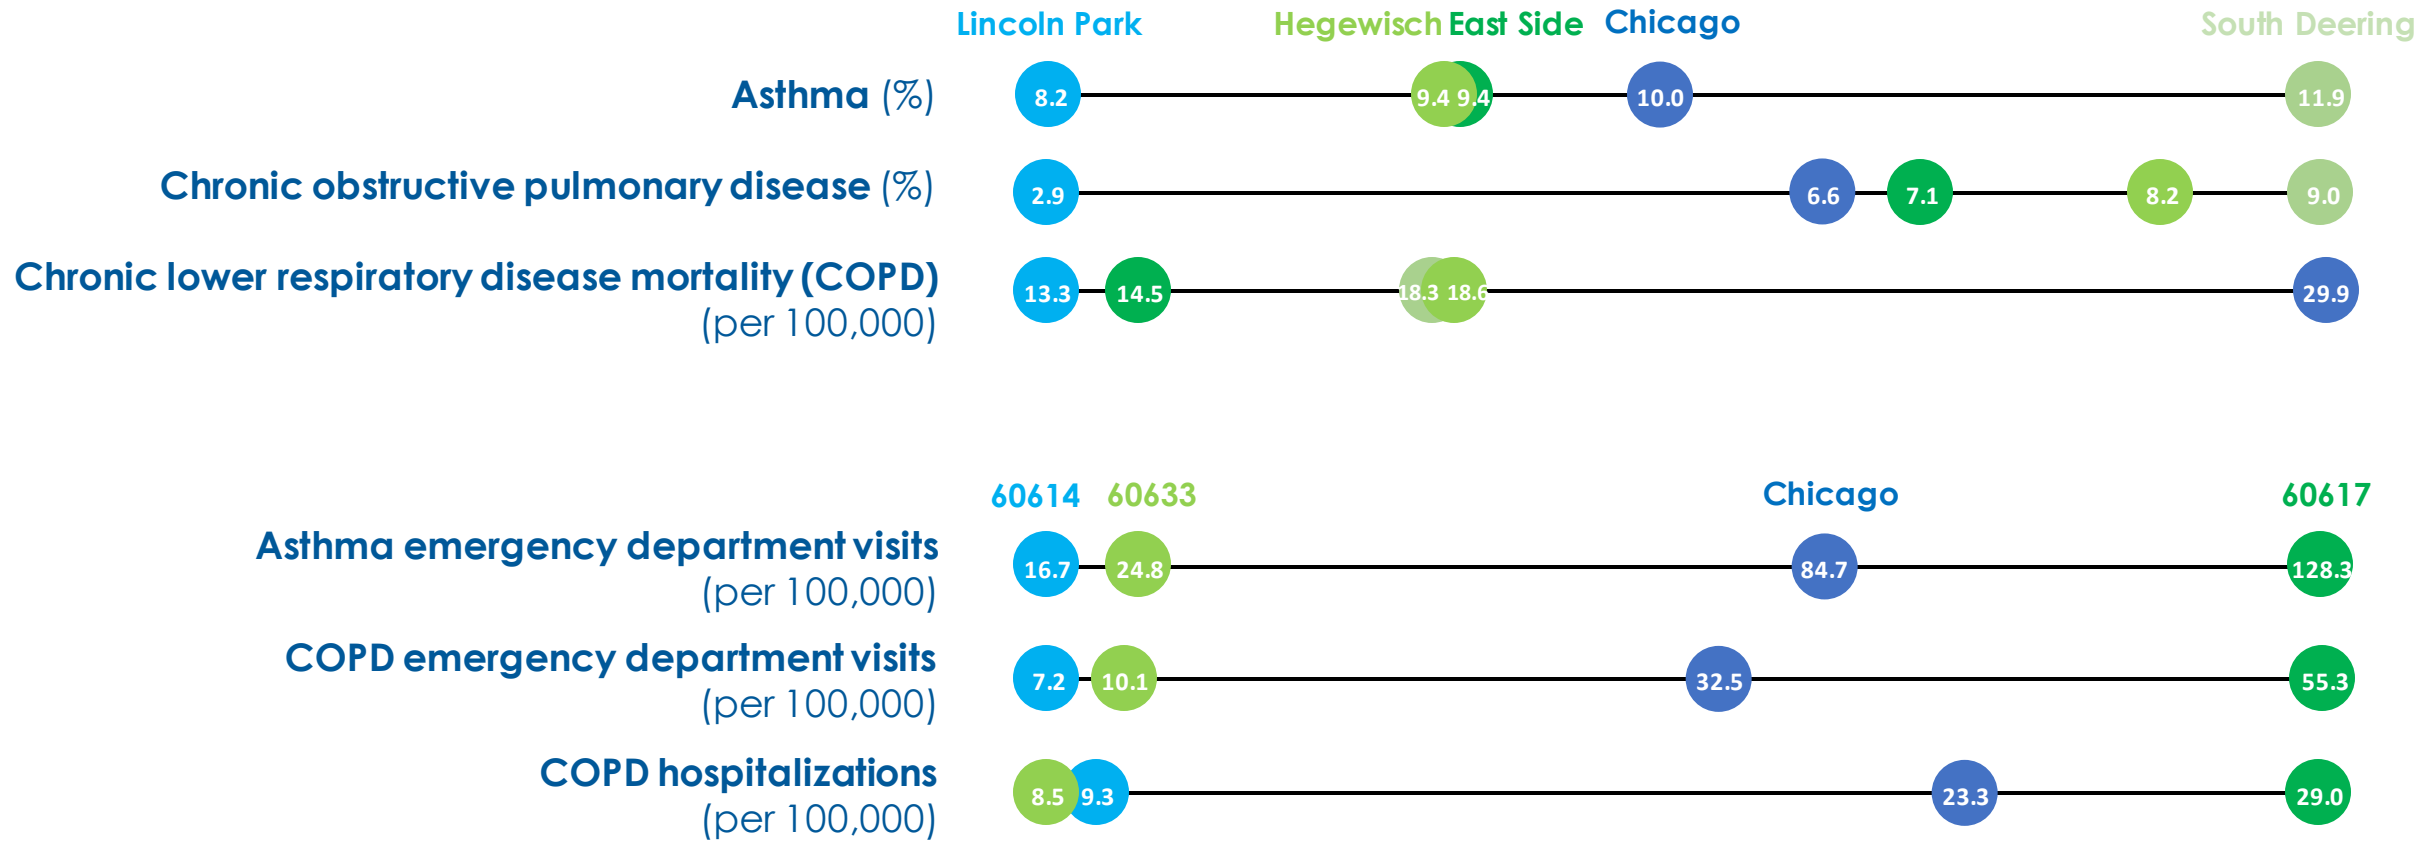 Lincoln Park Hegewisch East Side Chicago South Deering
Asthma (%) 8.2 9.4 9.4 10.0 11.9
Chronic obstructive pulmonary disease (%) 2.9 6.6 7.1 8.2 9.0
Chronic lower respiratory disease mortality (COPD) 13.3 14.5 18.3 18.6 29.9
(per 100,000)
60614 60633 Chicago 60617
Asthma emergency department visits 16.7 24.8 84.7 128.3
(per 100,000)
COPD emergency department visits 7.2 10.1 32.5 55.3
(per 100,000)
COPD hospitalizations 8.5 9.3 23.3 29.0
(per 100,000)